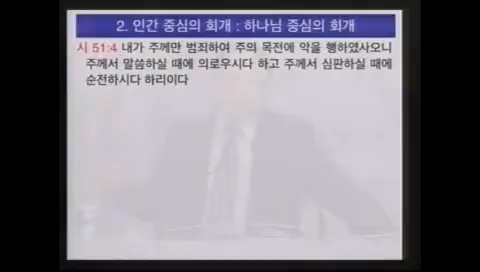 2. 인간 중심의 회개 : 하나님 중심의 회개
시 51:4 내가 주께만 범죄하여 주의 목전에 악을 행하였사오니
주께서 말씀하실 때에 의로우시다 하고 주께서 심판하실 때에
순전하시다 하리이다